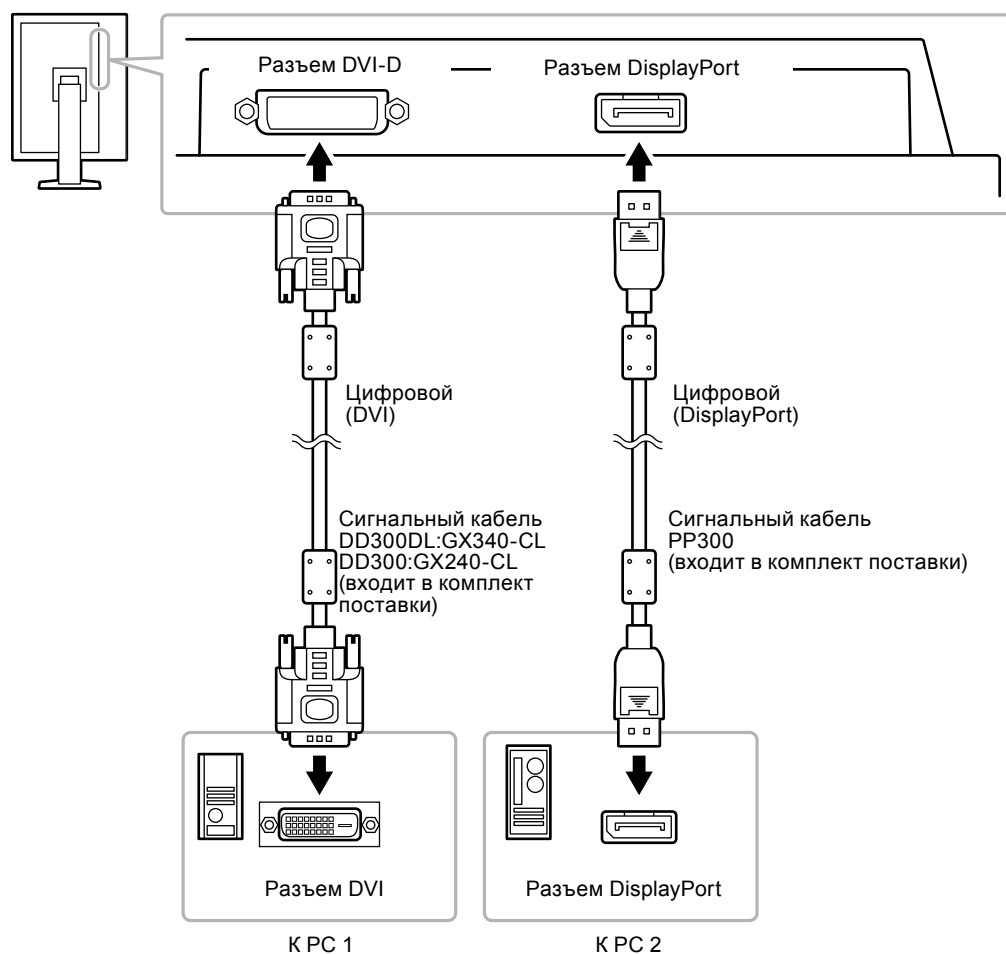 Разъем DVI-D
Разъем DisplayPort
Цифровой
(DVI)
Цифровой
(DisplayPort)
Сигнальный кабель
DD300DL:GX340-CL
DD300:GX240-CL
(входит в комплект
поставки)
Сигнальный кабель
PP300
(входит в комплект поставки)
Разъем DVI
Разъем DisplayPort
К PC 1
К PC 2